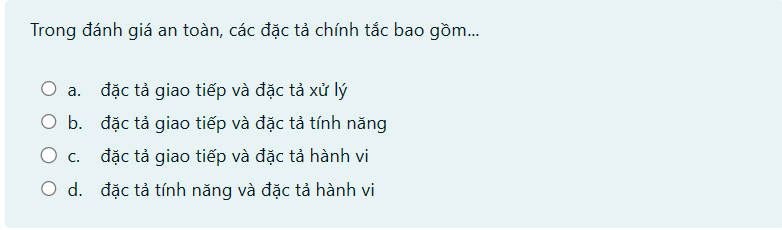 Trong đánh giá an toàn, các đặc tả chính tắc bao gồm...
a. đặc tả giao tiếp và đặc tả xử lý
b. đặc tả giao tiếp và đặc tả tính năng
c. đặc tả giao tiếp và đặc tả hành vi
d. đặc tả tính năng và đặc tả hành vi